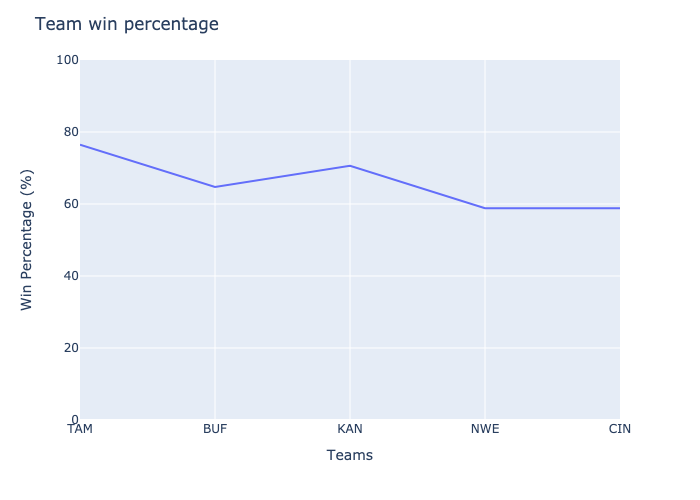 Team win percentage
Win Percentage (%)
100
80
60
40
20
0
TAM BUF KAN NWE CIN
Teams